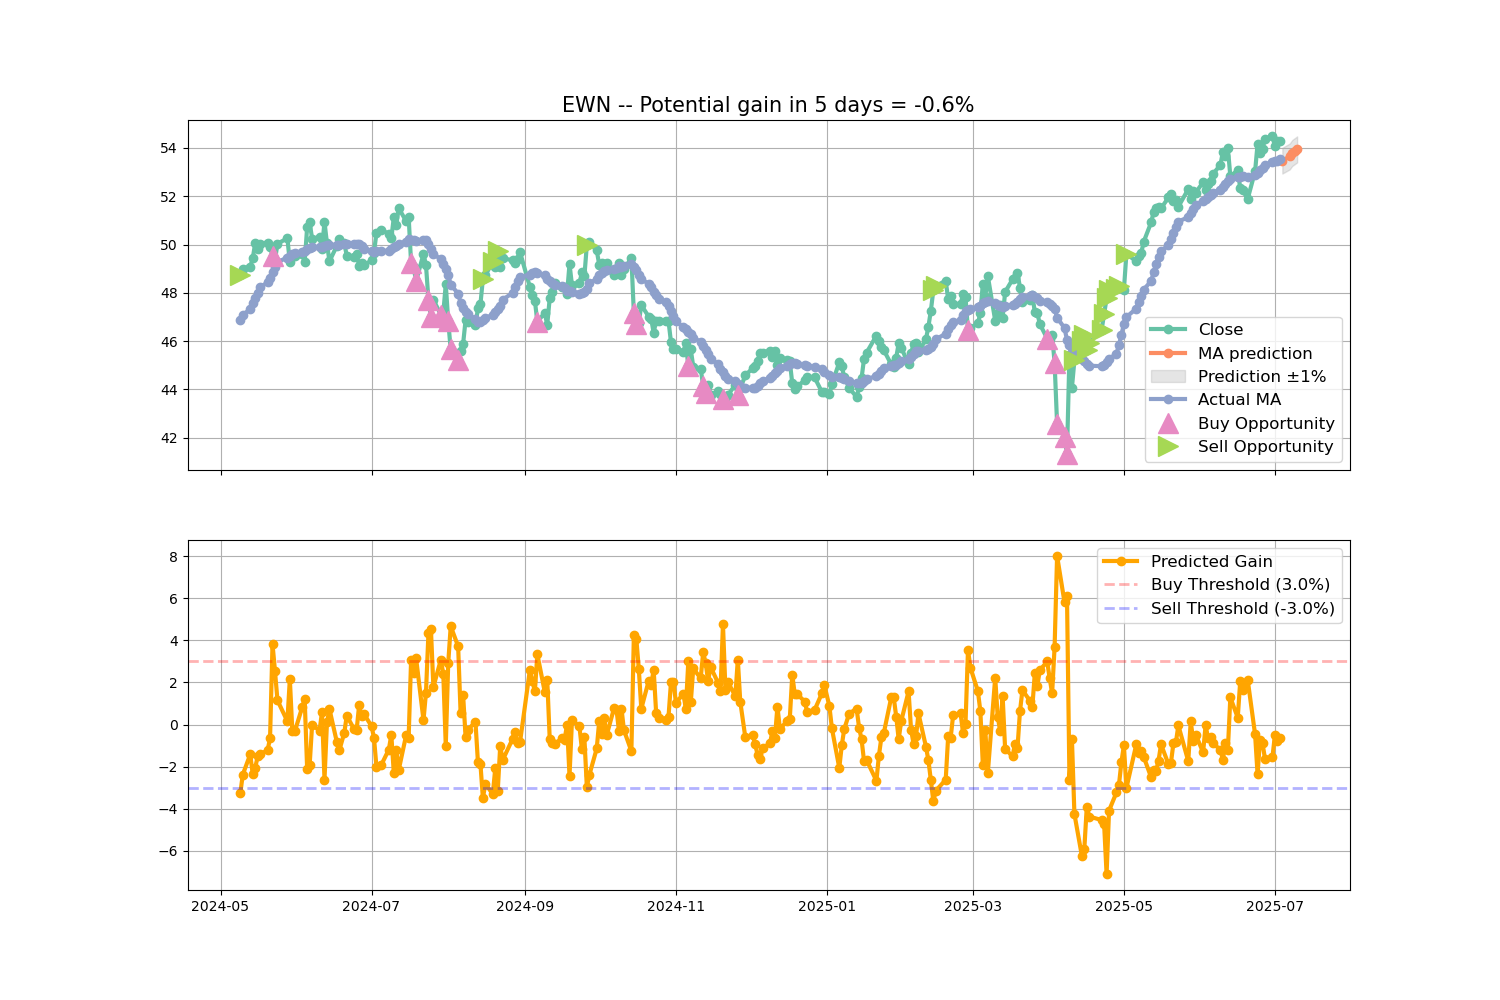 EWN -- Potential gain in 5 days = -0.6%
54
52
50
48
46
44
42
Close
MA prediction
Prediction ±1%
Actual MA
Buy Opportunity
Sell Opportunity
8
6
4
2
0
−2
−4
−6
Predicted Gain
Buy Threshold (3.0%)
Sell Threshold (-3.0%)
2024-05 2024-07 2024-09 2024-11 2025-01 2025-03 2025-05 2025-07